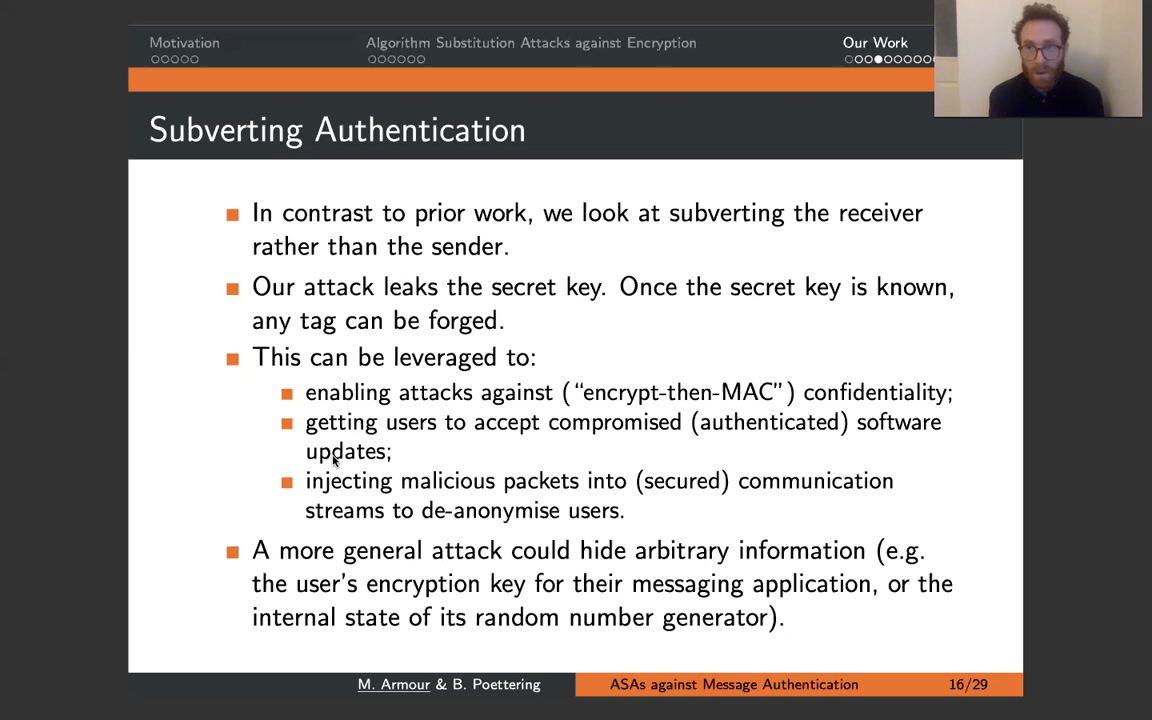 Motivation
Algorithm Substitution Attacks against Encryption
Our Work
Subverting Authentication
In contrast to prior work, we look at subverting the receiver
rather than the sender.
Our attack leaks the secret key. Once the secret key is known,
any tag can be forged.
This can be leveraged to:
enabling attacks against (“encrypt-then-MAC”) confidentiality;
getting users to accept compromised (authenticated) software
updates;
injecting malicious packets into (secured) communication
streams to de-anonymise users.
A more general attack could hide arbitrary information (e.g.
the user’s encryption key for their messaging application, or the
internal state of its random number generator).
M. Armour & B. Poettering
ASAs against Message Authentication
16/29